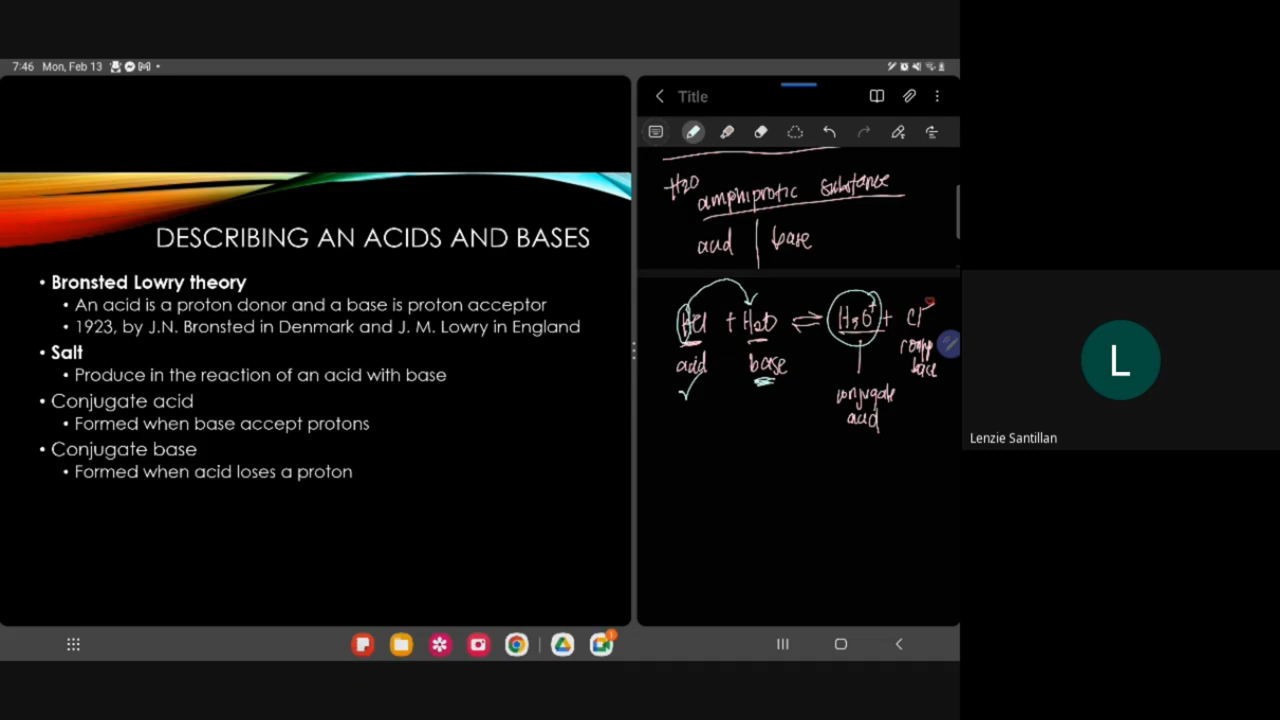 7:46 Mon, Feb 13
Title
DESCRIBING AN ACIDS AND BASES
• Bronsted Lowry theory
• An acid is a proton donor and a base is proton acceptor
• 1923, by J.N. Bronsted in Denmark and J. M. Lowry in England
• Salt
• Produce in the reaction of an acid with base
• Conjugate acid
• Formed when base accept protons
• Conjugate base
• Formed when acid loses a proton
H2O amphiprotic substance
acid | base
HCl + H2O ⇌ H3O+ + Cl-
acid base
conjugate
acid
base
L
Lenzie Santillan
1